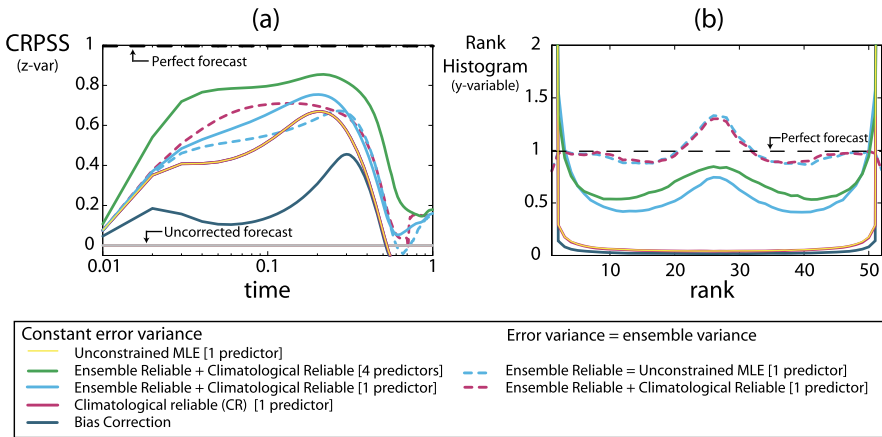 (a)
CRPSS
(z-var)
1
0.8
0.6
0.4
0.2
0
0.01
0.1
1
time
Perfect forecast
Uncorrected forecast
(b)
Rank
Histogram
(y-variable)
2
1.5
1
0.5
0
10
20
30
40
50
rank
Perfect forecast
Constant error variance
Unconstrained MLE [1 predictor]
Ensemble Reliable + Climatological Reliable [4 predictors]
Ensemble Reliable + Climatological Reliable [1 predictor]
Climatological reliable (CR) [1 predictor]
Bias Correction
Error variance = ensemble variance
Ensemble Reliable = Unconstrained MLE [1 predictor]
Ensemble Reliable + Climatological Reliable [1 predictor]